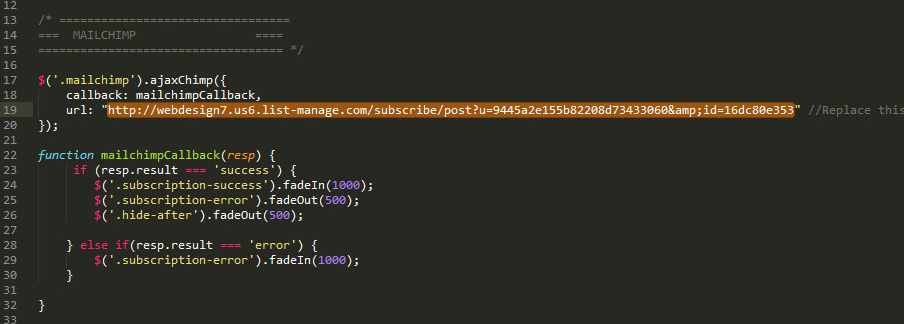 12
13 /* =================================
14 ===  MAILCHIMP                 ====
15 =================================== */
16
17 $('.mailchimp').ajaxChimp({
18     callback: mailchimpCallback,
19     url: "http://webdesign7.us6.list-manage.com/subscribe/post?u=9445a2e155b82208d73433060&amp;id=16dc80e353" //Replace this
20 });
21
22 function mailchimpCallback(resp) {
23      if (resp.result === 'success') {
24         $('.subscription-success').fadeIn(1000);
25         $('.subscription-error').fadeOut(500);
26         $('.hide-after').fadeOut(500);
27
28     } else if(resp.result === 'error') {
29         $('.subscription-error').fadeIn(1000);
30     }
31
32 }
33